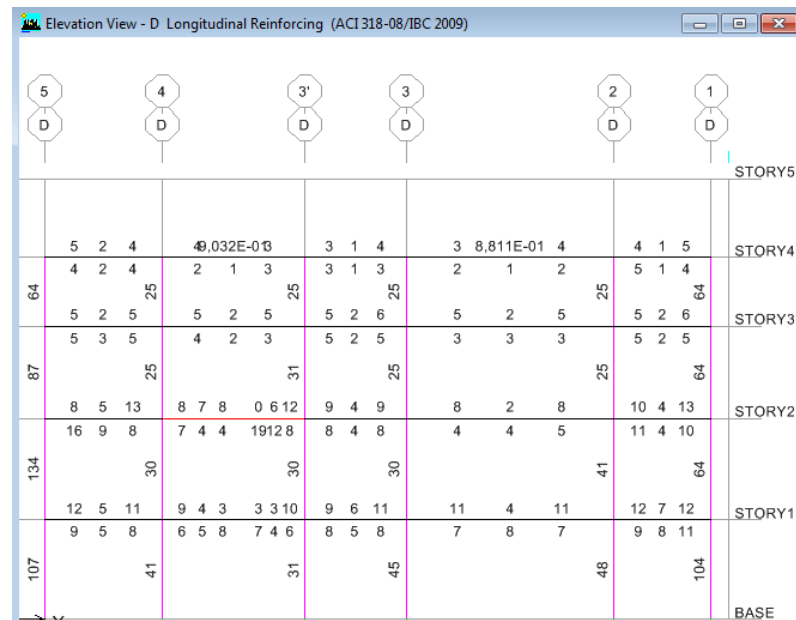 Elevation View - D Longitudinal Reinforcing (ACI 318-08/IBC 2009)
5 4 3' 3 2 1
D D D D D D
STORY5
5 2 4 3 1 4 3 8,811E-01 4 4 1 5 STORY4
4 2 4 2 1 3 3 1 3 2 1 2 5 1 4
64 25 25 25 25 64
5 2 5 5 2 5 5 2 6 5 2 5 5 2 6 STORY3
5 3 5 4 2 3 5 2 5 3 3 3 5 2 5
87 25 31 25 25 64
8 5 13 8 7 8 0 6 12 9 4 9 8 2 8 10 4 13 STORY2
16 9 8 7 4 4 19 12 8 8 4 8 4 4 5 11 4 10
134 30 30 30 41 64
12 5 11 9 4 3 3 3 10 9 6 11 11 4 11 12 7 12 STORY1
9 5 8 6 5 8 7 4 6 8 5 8 7 8 7 9 8 11
107 41 31 45 48 104
BASE